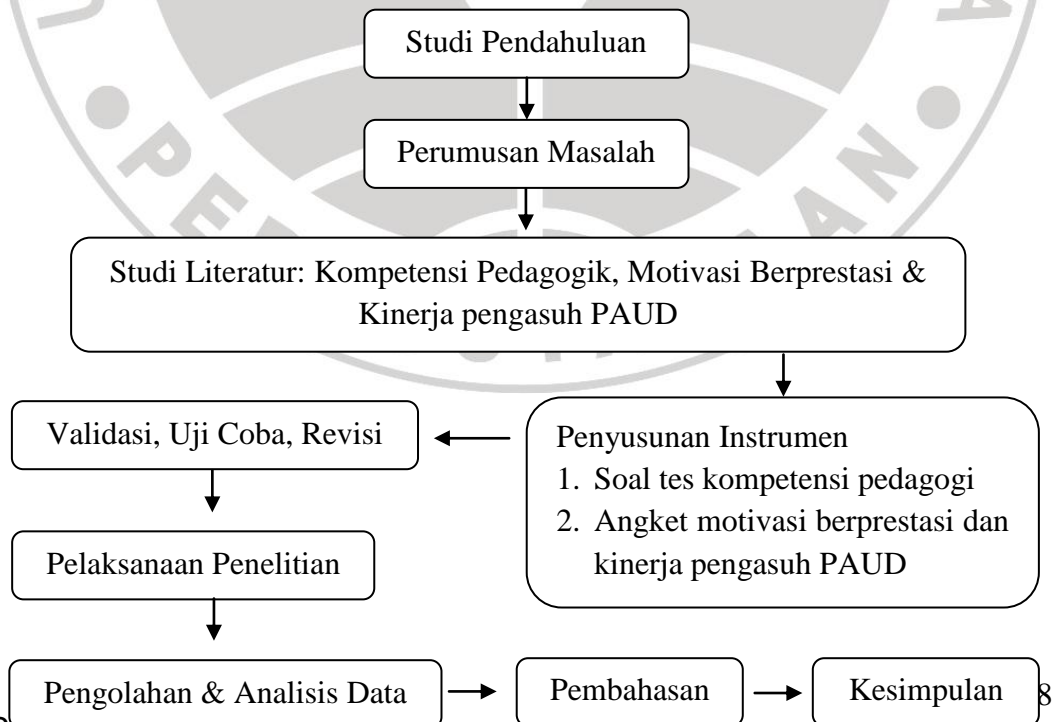 Studi Pendahuluan
Perumusan Masalah
Studi Literatur: Kompetensi Pedagogik, Motivasi Berprestasi &
Kinerja pengasuh PAUD
Penyusunan Instrumen
1. Soal tes kompetensi pedagogi
2. Angket motivasi berprestasi dan
kinerja pengasuh PAUD
Validasi, Uji Coba, Revisi
Pelaksanaan Penelitian
Pengolahan & Analisis Data
Pembahasan
Kesimpulan
8